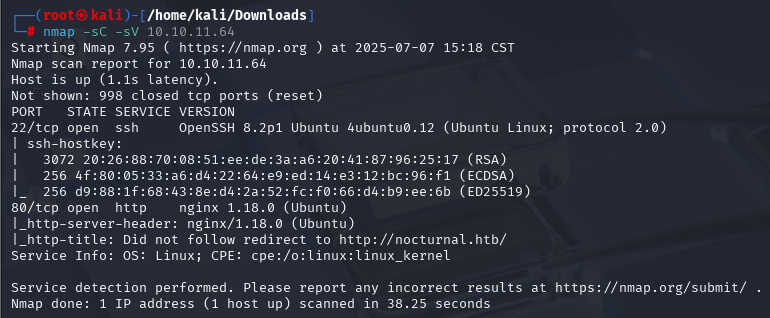 ┌──(root㉿kali)-[/home/kali/Downloads]
└─# nmap -sC -sV 10.10.11.64
Starting Nmap 7.95 ( https://nmap.org ) at 2025-07-07 15:18 CST
Nmap scan report for 10.10.11.64
Host is up (1.1s latency).
Not shown: 998 closed tcp ports (reset)
PORT   STATE SERVICE VERSION
22/tcp open  ssh     OpenSSH 8.2p1 Ubuntu 4ubuntu0.12 (Ubuntu Linux; protocol 2.0)
| ssh-hostkey:
|   3072 20:26:88:70:08:51:ee:de:3a:a6:20:41:87:96:25:17 (RSA)
|   256 4f:80:05:33:a6:d4:22:64:e9:ed:14:e3:12:bc:96:f1 (ECDSA)
|_  256 d9:88:1f:68:43:8e:d4:2a:52:fc:f0:66:d4:b9:ee:6b (ED25519)
80/tcp open  http    nginx 1.18.0 (Ubuntu)
|_http-server-header: nginx/1.18.0 (Ubuntu)
|_http-title: Did not follow redirect to http://nocturnal.htb/
Service Info: OS: Linux; CPE: cpe:/o:linux:linux_kernel

Service detection performed. Please report any incorrect results at https://nmap.org/submit/ .
Nmap done: 1 IP address (1 host up) scanned in 38.25 seconds